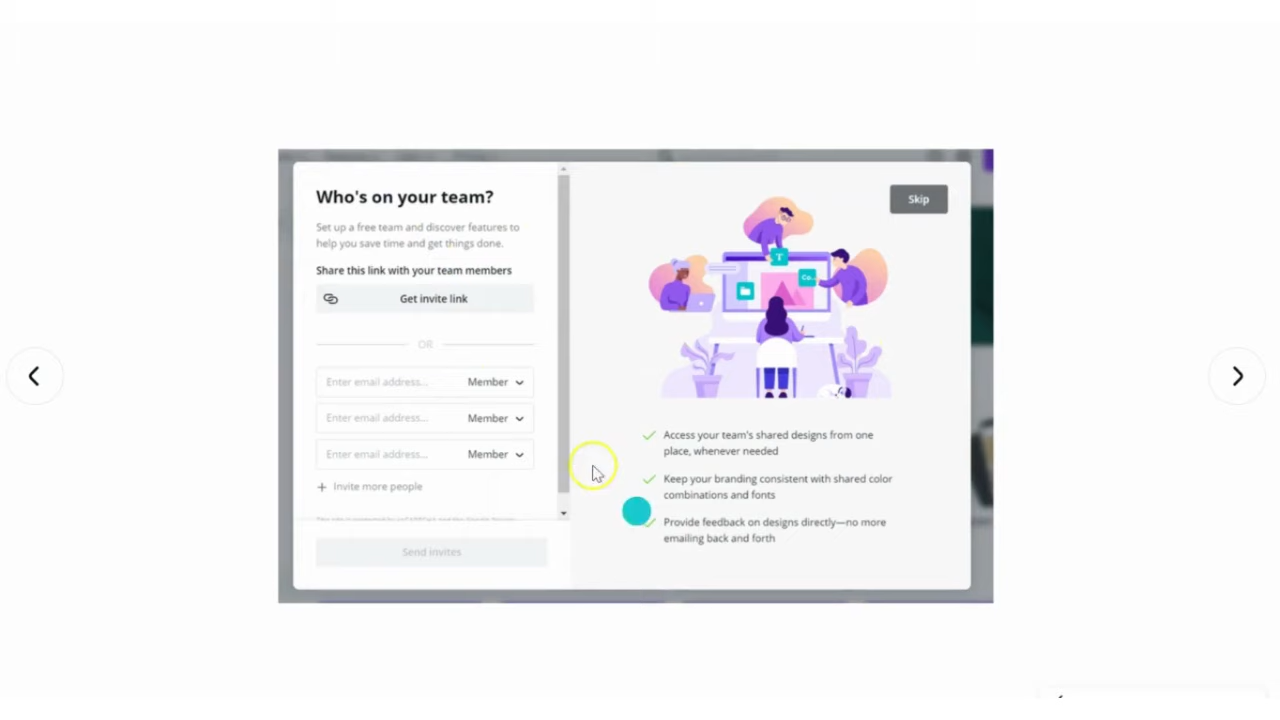 Who's on your team?
Set up a free team and discover features to
help you save time and get things done.
Share this link with your team members
Get invite link
OR
Enter email address... Member
Enter email address... Member
Enter email address... Member
+ Invite more people
Send invites
Skip
T
Co..
Access your team's shared designs from one
place, whenever needed
Keep your branding consistent with shared color
combinations and fonts
Provide feedback on designs directly—no more
emailing back and forth